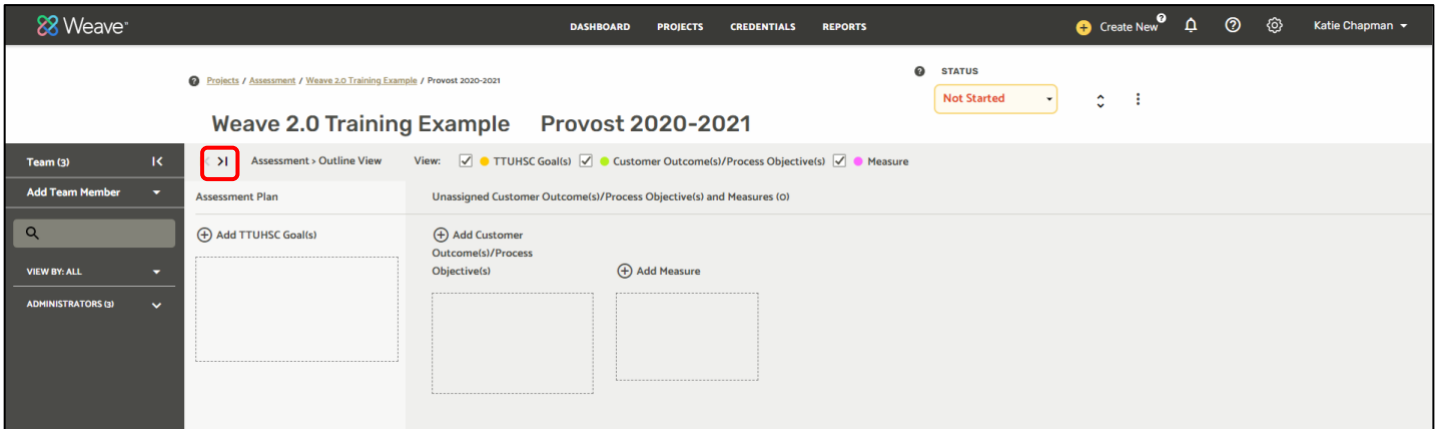 Weave®
DASHBOARD PROJECTS CREDENTIALS REPORTS
+ Create New ? ? Katie Chapman
? Projects / Assessment / Weave 2.0 Training Example / Provost 2020-2021
? STATUS
Not Started
Weave 2.0 Training Example Provost 2020-2021
Team (3)
Assessment > Outline View View: TTUHSC Goal(s) Customer Outcome(s)/Process Objective(s) Measure
Add Team Member
Assessment Plan
Unassigned Customer Outcome(s)/Process Objective(s) and Measures (0)
Add TTUHSC Goal(s)
Add Customer
Outcome(s)/Process
Objective(s)
Add Measure
VIEW BY: ALL
ADMINISTRATORS (3)